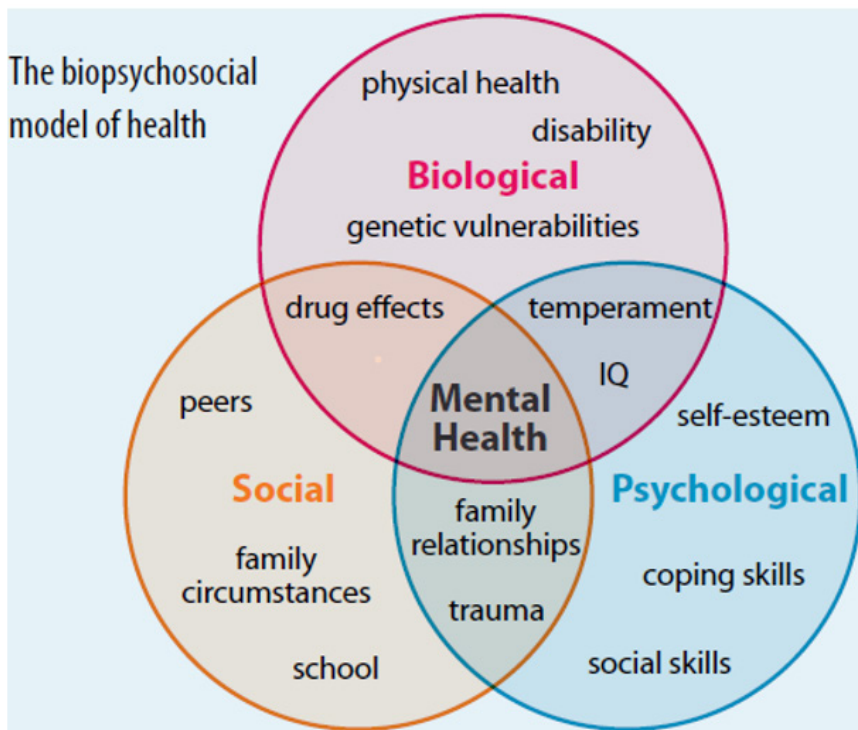 The biopsychosocial
model of health
physical health
disability
Biological
genetic vulnerabilities
drug effects
temperament
IQ
peers
Mental
Health
self-esteem
Social
Psychological
family
relationships
family
circumstances
coping skills
trauma
school
social skills